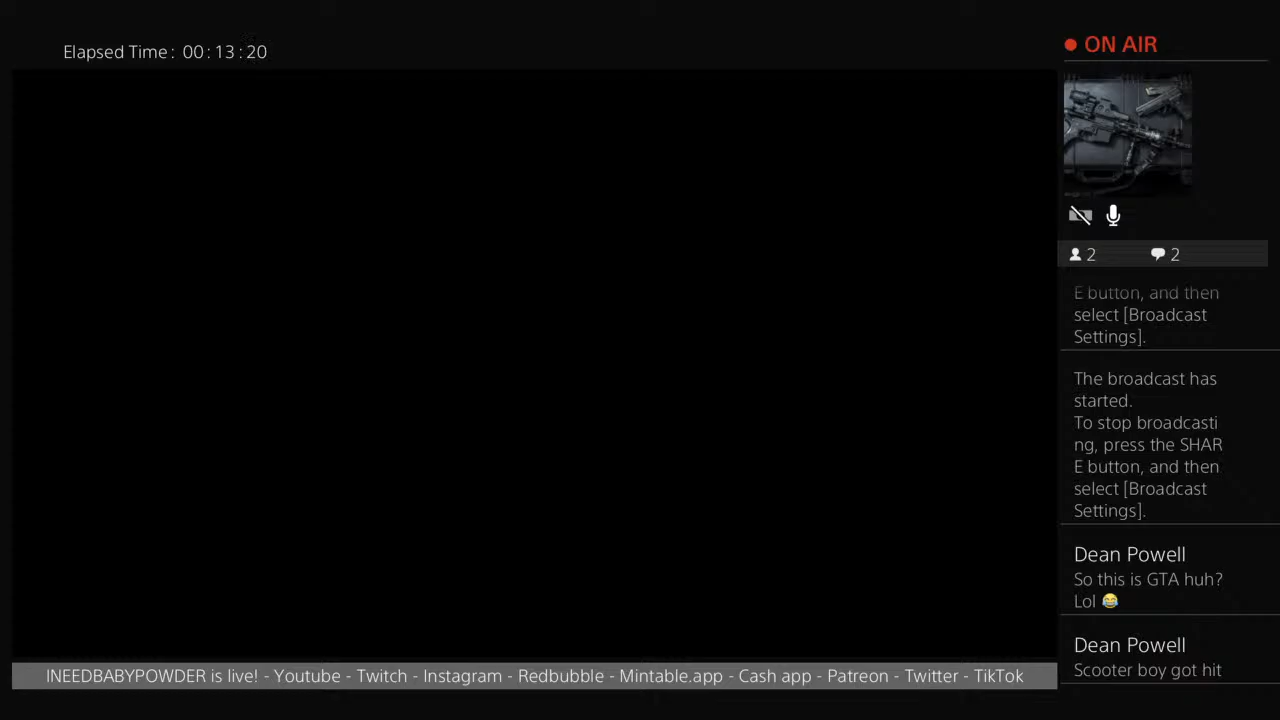 Elapsed Time: 00:13:20
ON AIR
2 2
E button, and then
select [Broadcast
Settings].
The broadcast has
started.
To stop broadcasti
ng, press the SHAR
E button, and then
select [Broadcast
Settings].
Dean Powell
So this is GTA huh?
Lol 😂
Dean Powell
Scooter boy got hit
INEEDBABYPOWDER is live! - Youtube - Twitch - Instagram - Redbubble - Mintable.app - Cash app - Patreon - Twitter - TikTok